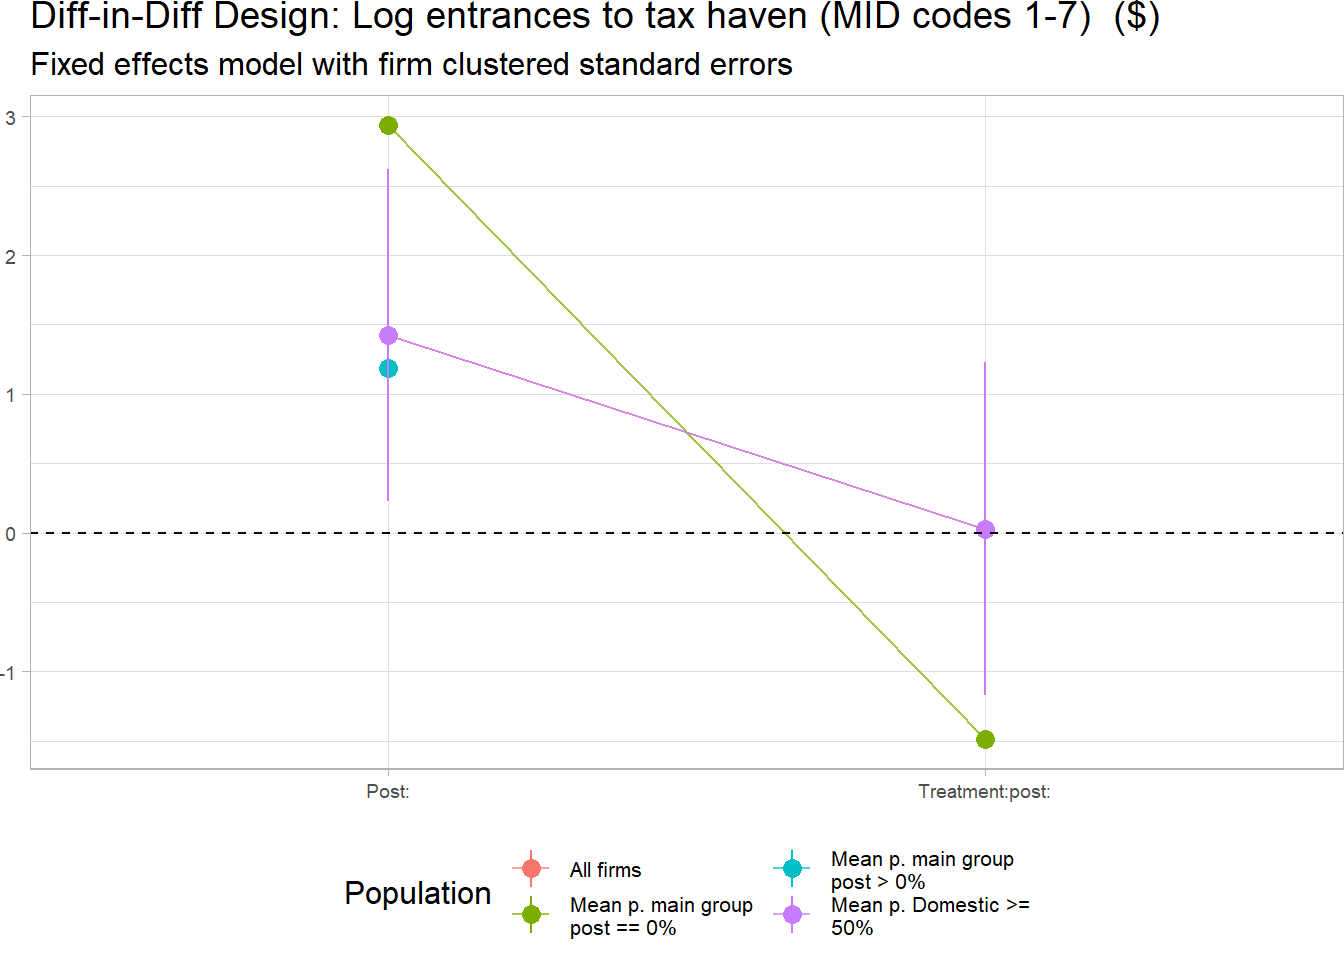 Diff-in-Diff Design: Log entrances to tax haven (MID codes 1-7)  ($)
Fixed effects model with firm clustered standard errors
3
2
1
0
-1
Post:
Treatment:post:
Population
All firms
Mean p. main group
post == 0%
Mean p. main group
post > 0%
Mean p. Domestic >=
50%